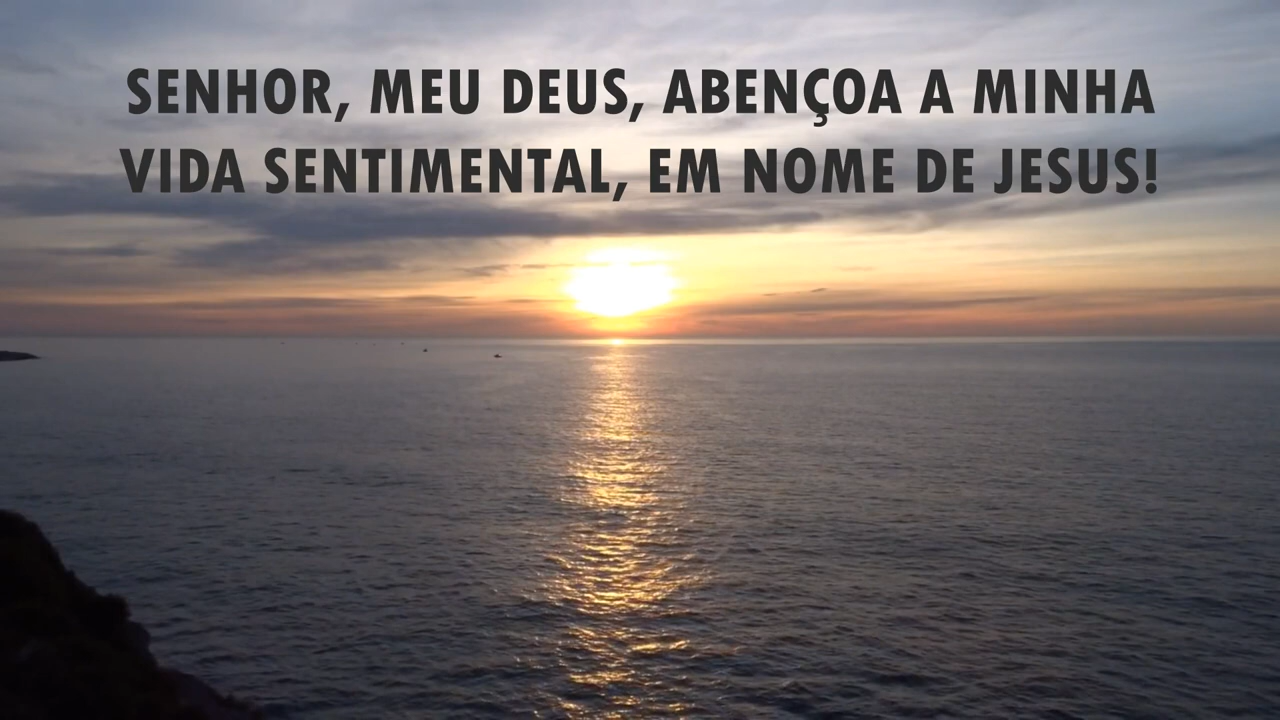 SENHOR, MEU DEUS, ABENÇOA A MINHA
VIDA SENTIMENTAL, EM NOME DE JESUS!